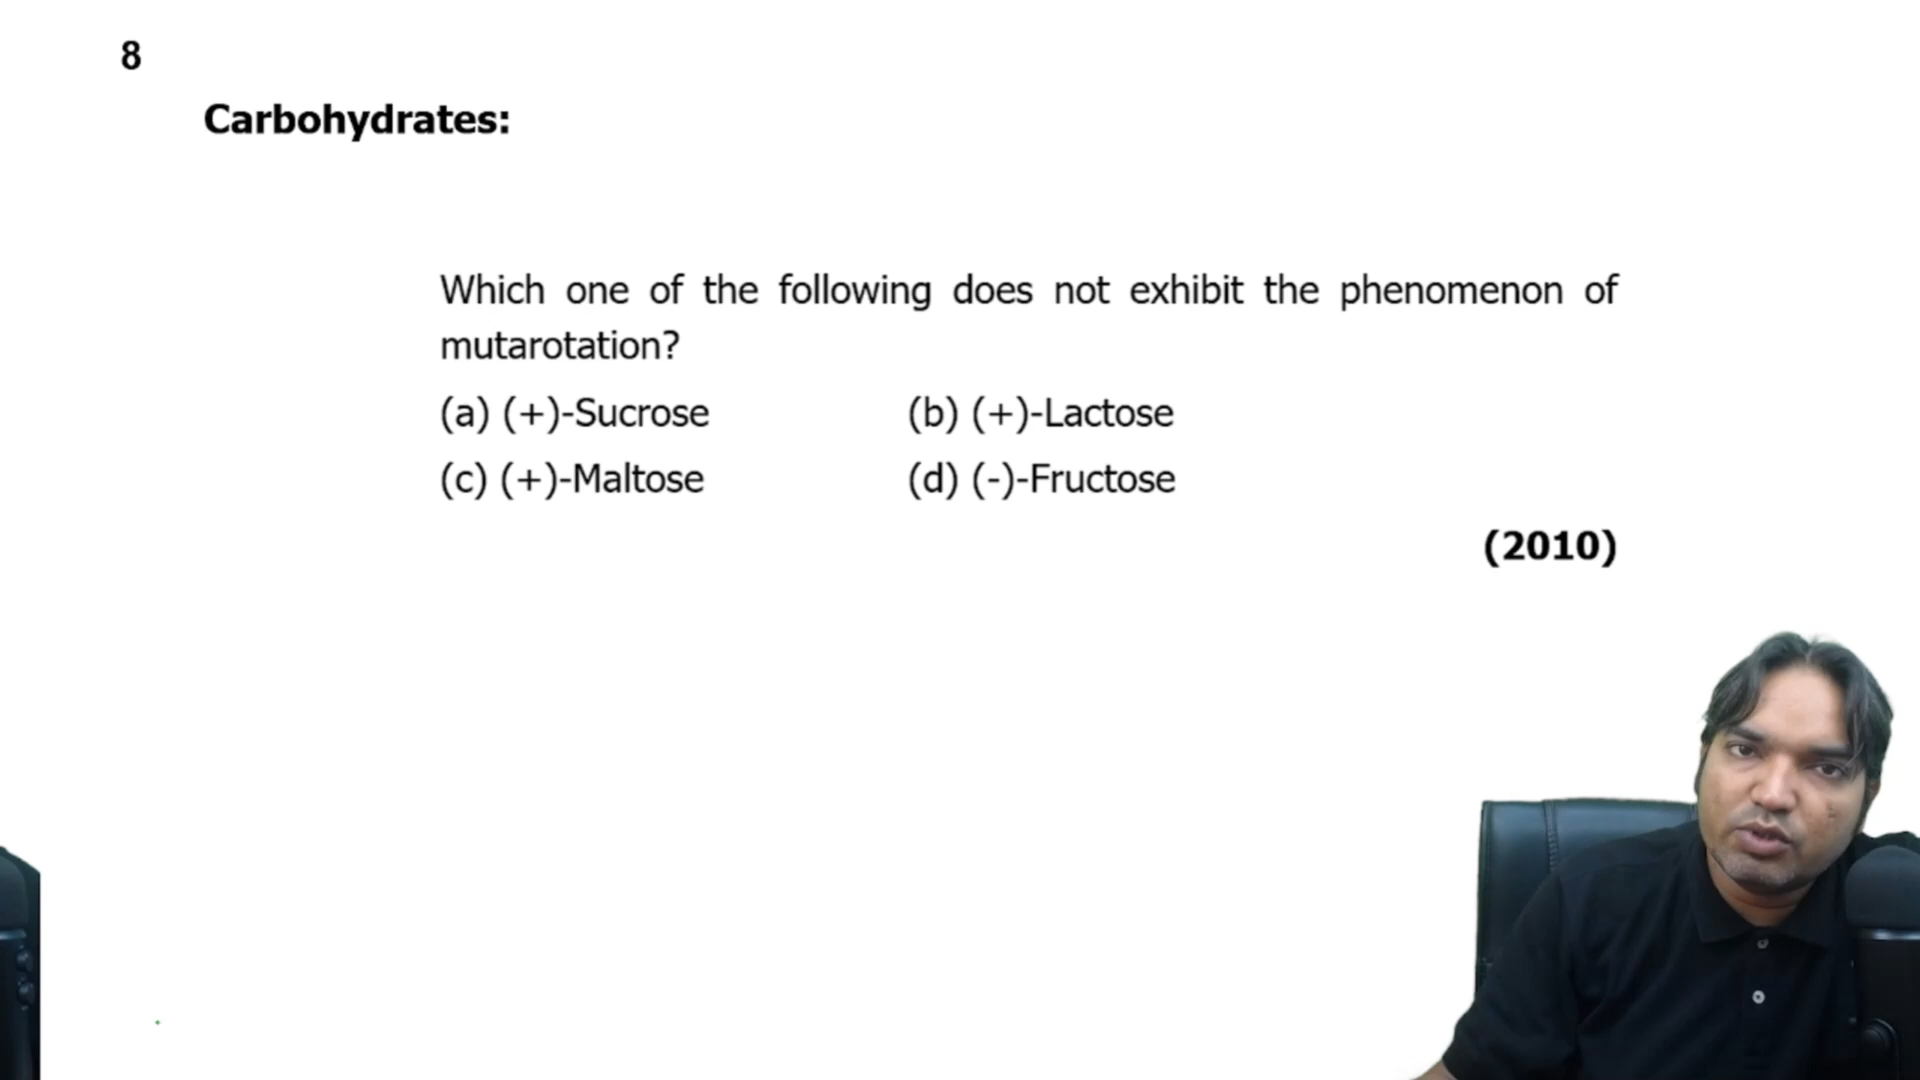 8
Carbohydrates:
Which one of the following does not exhibit the phenomenon of
mutarotation?
(a) (+)-Sucrose (b) (+)-Lactose
(c) (+)-Maltose (d) (-)-Fructose
(2010)